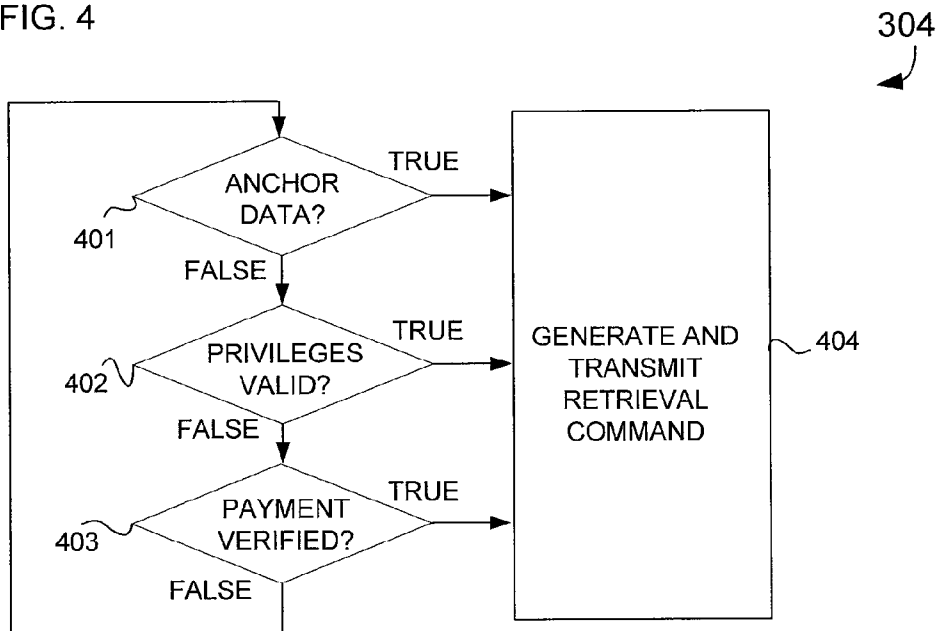 FIG. 4
304
TRUE
ANCHOR
DATA?
401
FALSE
TRUE
PRIVILEGES
VALID?
402
FALSE
TRUE
PAYMENT
VERIFIED?
403
FALSE
GENERATE AND
TRANSMIT
RETRIEVAL
COMMAND
404